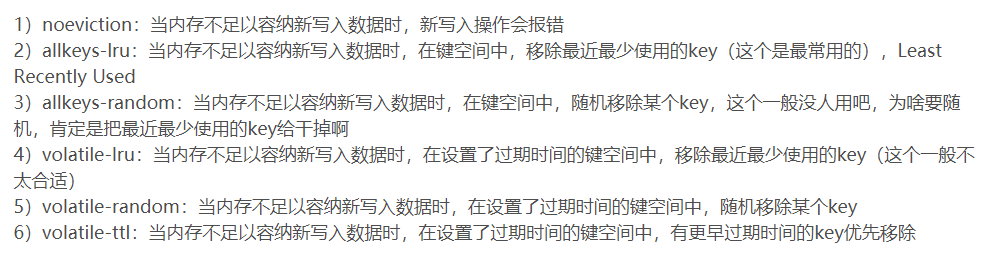 1）noeviction：当内存不足以容纳新写入数据时，新写入操作会报错
2）allkeys-lru：当内存不足以容纳新写入数据时，在键空间中，移除最近最少使用的key（这个是最常用的），Least
Recently Used
3）allkeys-random：当内存不足以容纳新写入数据时，在键空间中，随机移除某个key，这个一般没人用吧，为啥要随
机，肯定是把最近最少使用的key给干掉啊
4）volatile-lru：当内存不足以容纳新写入数据时，在设置了过期时间的键空间中，移除最近最少使用的key（这个一般不
太合适）
5）volatile-random：当内存不足以容纳新写入数据时，在设置了过期时间的键空间中，随机移除某个key
6）volatile-ttl：当内存不足以容纳新写入数据时，在设置了过期时间的键空间中，有更早过期时间的key优先移除